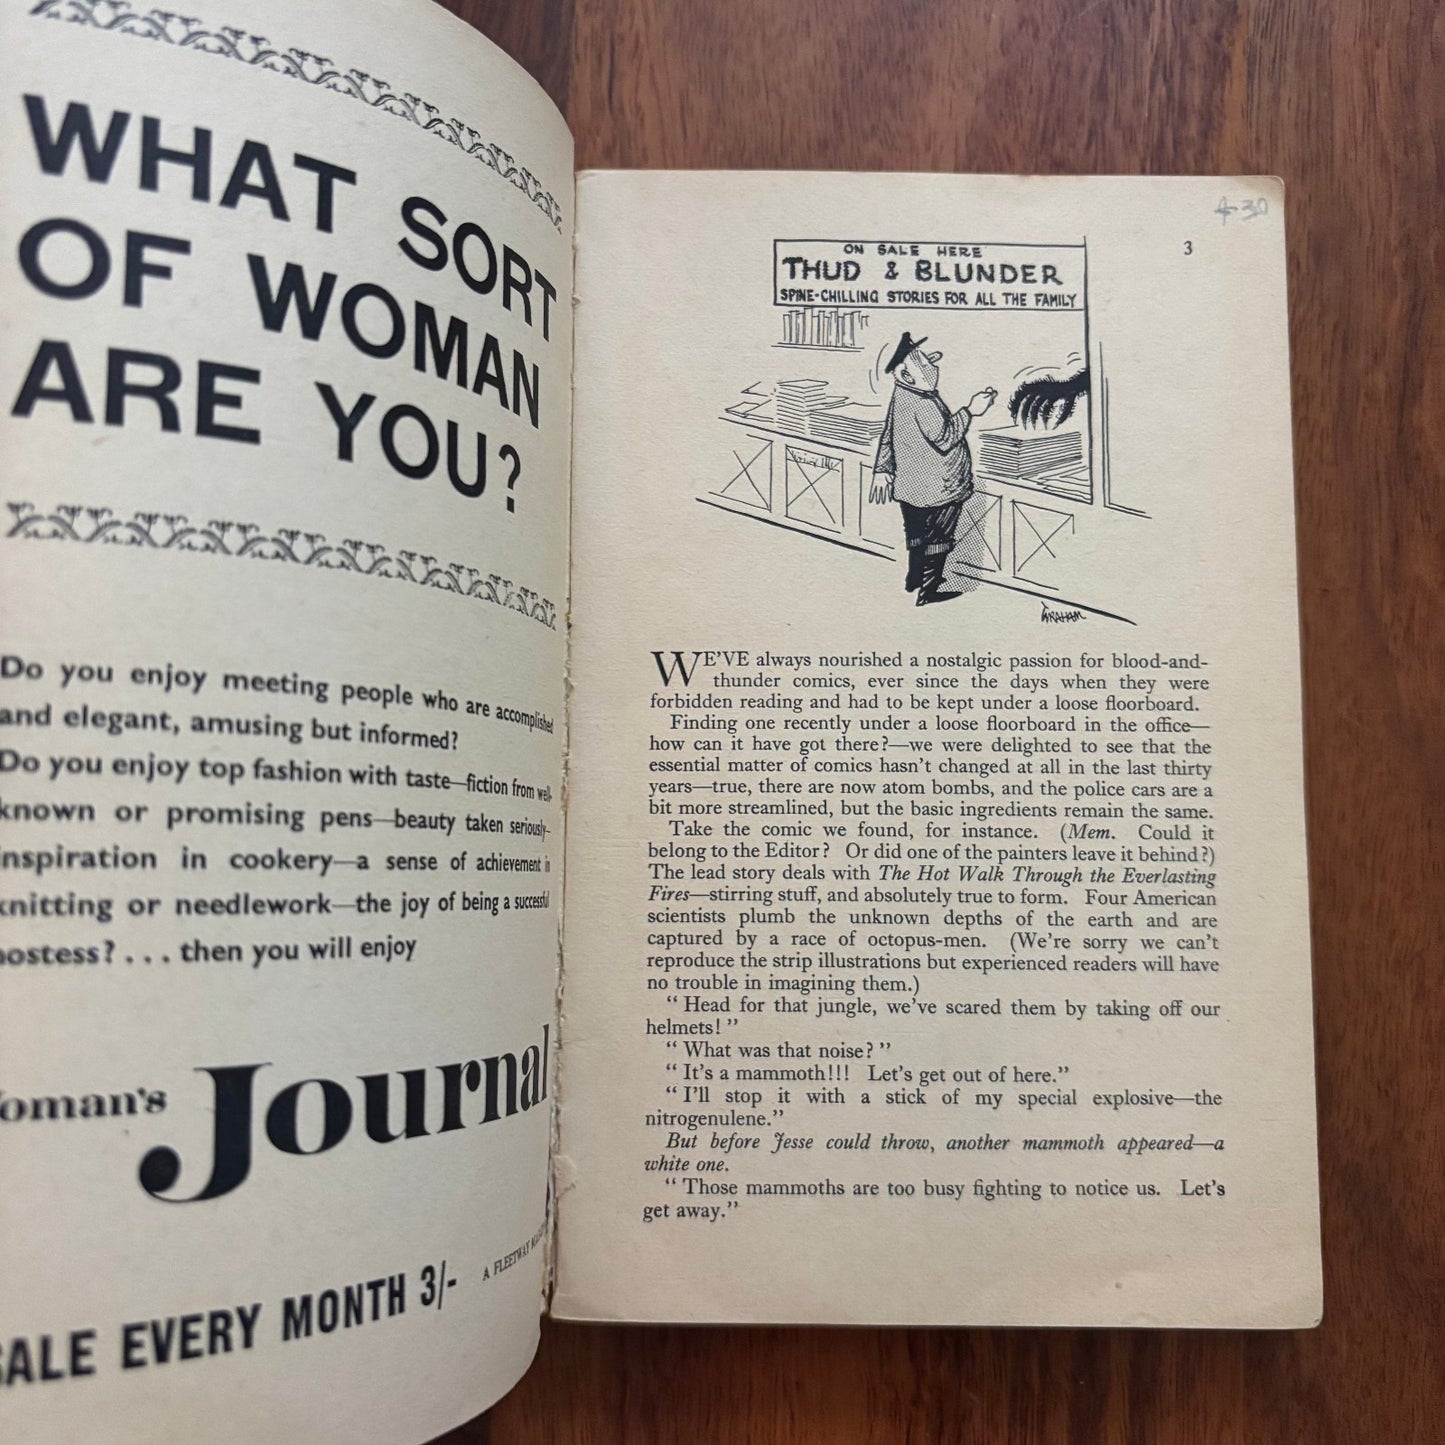 WHAT SORT
OF WOMAN
ARE YOU?
Do you enjoy meeting people who are accomplished
and elegant, amusing but informed?
Do you enjoy top fashion with taste—fiction from well-
known or promising pens—beauty taken seriously—
inspiration in cookery—a sense of achievement in
knitting or needlework—the joy of being a successful
hostess? . . . then you will enjoy
Woman's Journal
A FLEETWAY
SALE EVERY MONTH 3/-
30
3
ON SALE HERE
THUD & BLUNDER
SPINE-CHILLING STORIES FOR ALL THE FAMILY
GRAHAM
WE'VE always nourished a nostalgic passion for blood-and-
thunder comics, ever since the days when they were
forbidden reading and had to be kept under a loose floorboard.
Finding one recently under a loose floorboard in the office—
how can it have got there?—we were delighted to see that the
essential matter of comics hasn't changed at all in the last thirty
years—true, there are now atom bombs, and the police cars are a
bit more streamlined, but the basic ingredients remain the same.
Take the comic we found, for instance. (Mem. Could it
belong to the Editor? Or did one of the painters leave it behind?)
The lead story deals with The Hot Walk Through the Everlasting
Fires—stirring stuff, and absolutely true to form. Four American
scientists plumb the unknown depths of the earth and are
captured by a race of octopus-men. (We're sorry we can't
reproduce the strip illustrations but experienced readers will have
no trouble in imagining them.)
"Head for that jungle, we've scared them by taking off our
helmets!"
"What was that noise?"
"It's a mammoth!!! Let's get out of here."
"I'll stop it with a stick of my special explosive—the
nitrogenulene."
But before Jesse could throw, another mammoth appeared—a
white one.
"Those mammoths are too busy fighting to notice us. Let's
get away."